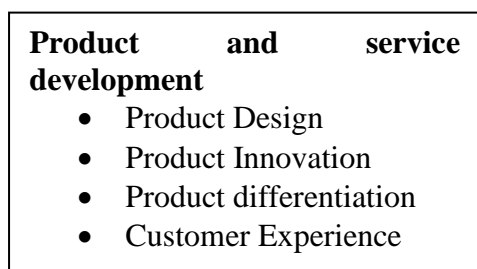 Product and service
development
• Product Design
• Product Innovation
• Product differentiation
• Customer Experience